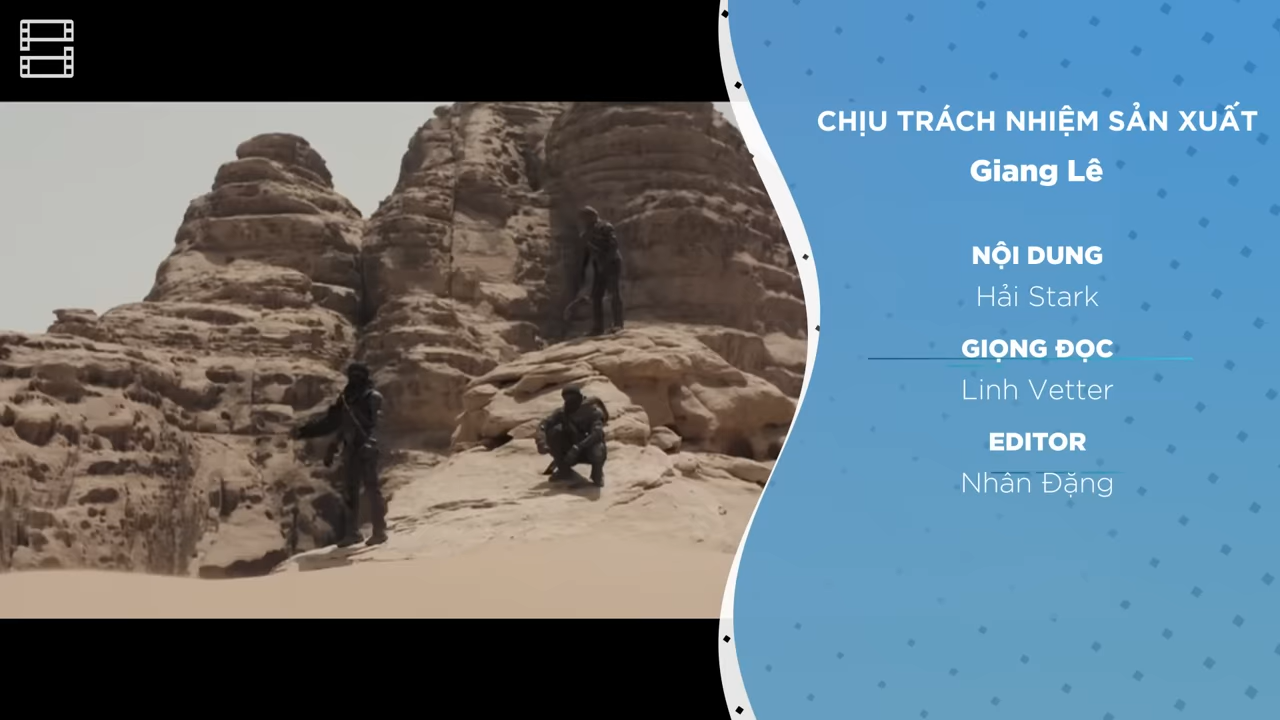 CHỊU TRÁCH NHIỆM SẢN XUẤT
Giang Lê
NỘI DUNG
Hải Stark
GIỌNG ĐỌC
Linh Vetter
EDITOR
Nhân Đặng